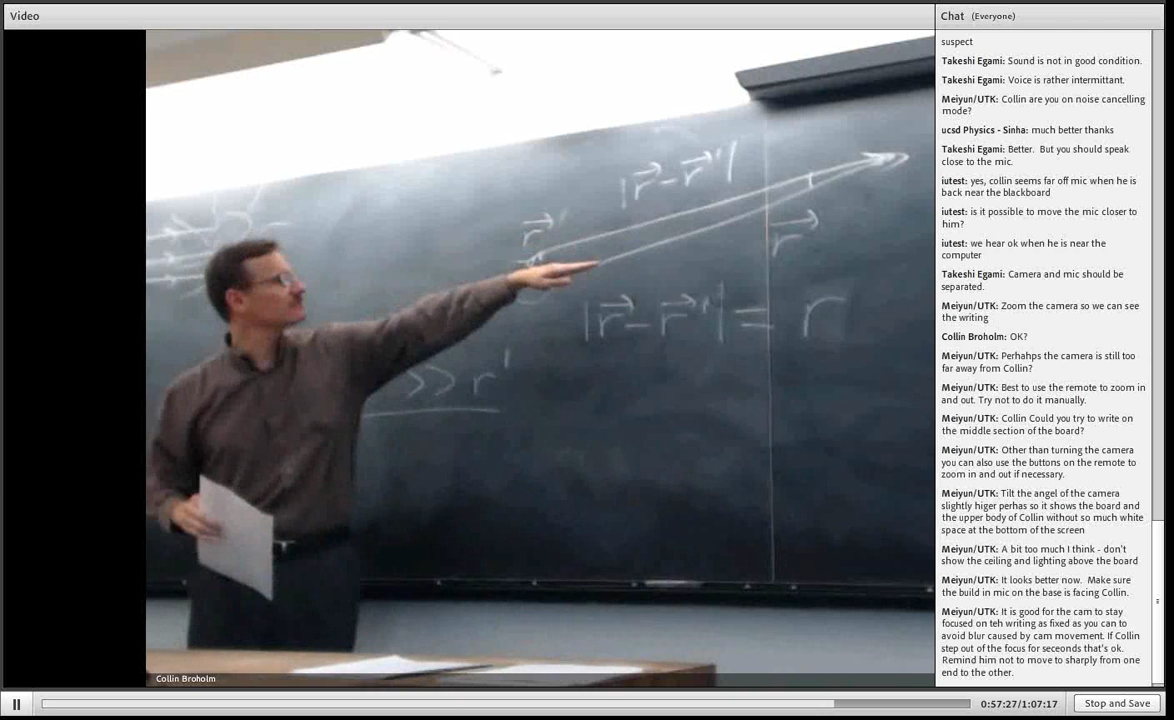 Video
|r⃗-r⃗'|
r⃗'
r⃗
|r⃗-r⃗'|= r
>> r'
Collin Broholm
Chat (Everyone)
suspect
Takeshi Egami: Sound is not in good condition.
Takeshi Egami: Voice is rather intermittant.
Meiyun/UTK: Collin are you on noise cancelling
mode?
ucsd Physics - Sinha: much better thanks
Takeshi Egami: Better. But you should speak
close to the mic.
iutest: yes, collin seems far off mic when he is
back near the blackboard
iutest: is it possible to move the mic closer to
him?
iutest: we hear ok when he is near the
computer
Takeshi Egami: Camera and mic should be
separated.
Meiyun/UTK: Zoom the camera so we can see
the writing
Collin Broholm: OK?
Meiyun/UTK: Perhahps the camera is still too
far away from Collin?
Meiyun/UTK: Best to use the remote to zoom in
and out. Try not to do it manually.
Meiyun/UTK: Collin Could you try to write on
the middle section of the board?
Meiyun/UTK: Other than turning the camera
you can also use the buttons on the remote to
zoom in and out if necessary.
Meiyun/UTK: Tilt the angel of the camera
slightly higer perhas so it shows the board and
the upper body of Collin without so much white
space at the bottom of the screen
Meiyun/UTK: A bit too much I think - don't
show the ceiling and lighting above the board
Meiyun/UTK: It looks better now. Make sure
the build in mic on the base is facing Collin.
Meiyun/UTK: It is good for the cam to stay
focused on teh writing as fixed as you can to
avoid blur caused by cam movement. If Collin
step out of the focus for seceonds that's ok.
Remind him not to move to sharply from one
end to the other.
0:57:27/1:07:17
Stop and Save